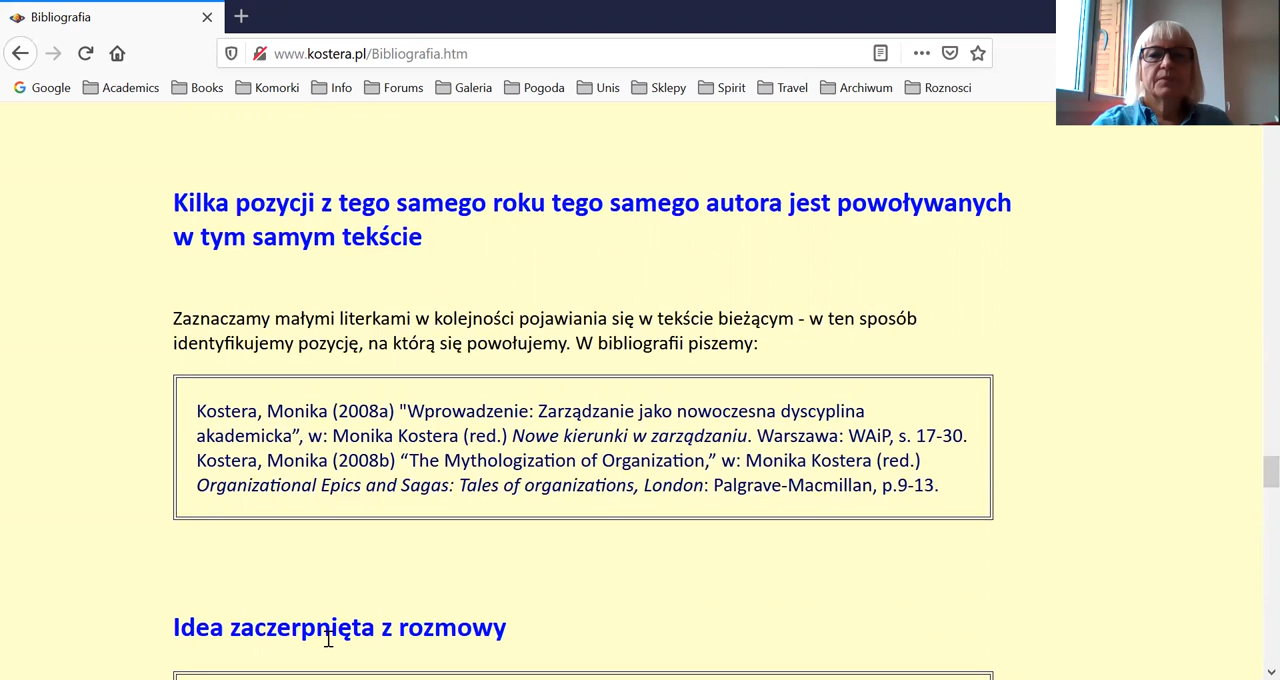 Bibliografia
www.kostera.pl/Bibliografia.htm
Google Academics Books Komorki Info Forums Galeria Pogoda Unis Sklepy Spirit Travel Archiwum Roznosci
Kilka pozycji z tego samego roku tego samego autora jest powoływanych
w tym samym tekście
Zaznaczamy małymi literkami w kolejności pojawiania się w tekście bieżącym - w ten sposób
identyfikujemy pozycję, na którą się powołujemy. W bibliografii piszemy:
Kostera, Monika (2008a) "Wprowadzenie: Zarządzanie jako nowoczesna dyscyplina
akademicka”, w: Monika Kostera (red.) Nowe kierunki w zarządzaniu. Warszawa: WAiP, s. 17-30.
Kostera, Monika (2008b) “The Mythologization of Organization,” w: Monika Kostera (red.)
Organizational Epics and Sagas: Tales of organizations, London: Palgrave-Macmillan, p.9-13.
Idea zaczerpnięta z rozmowy